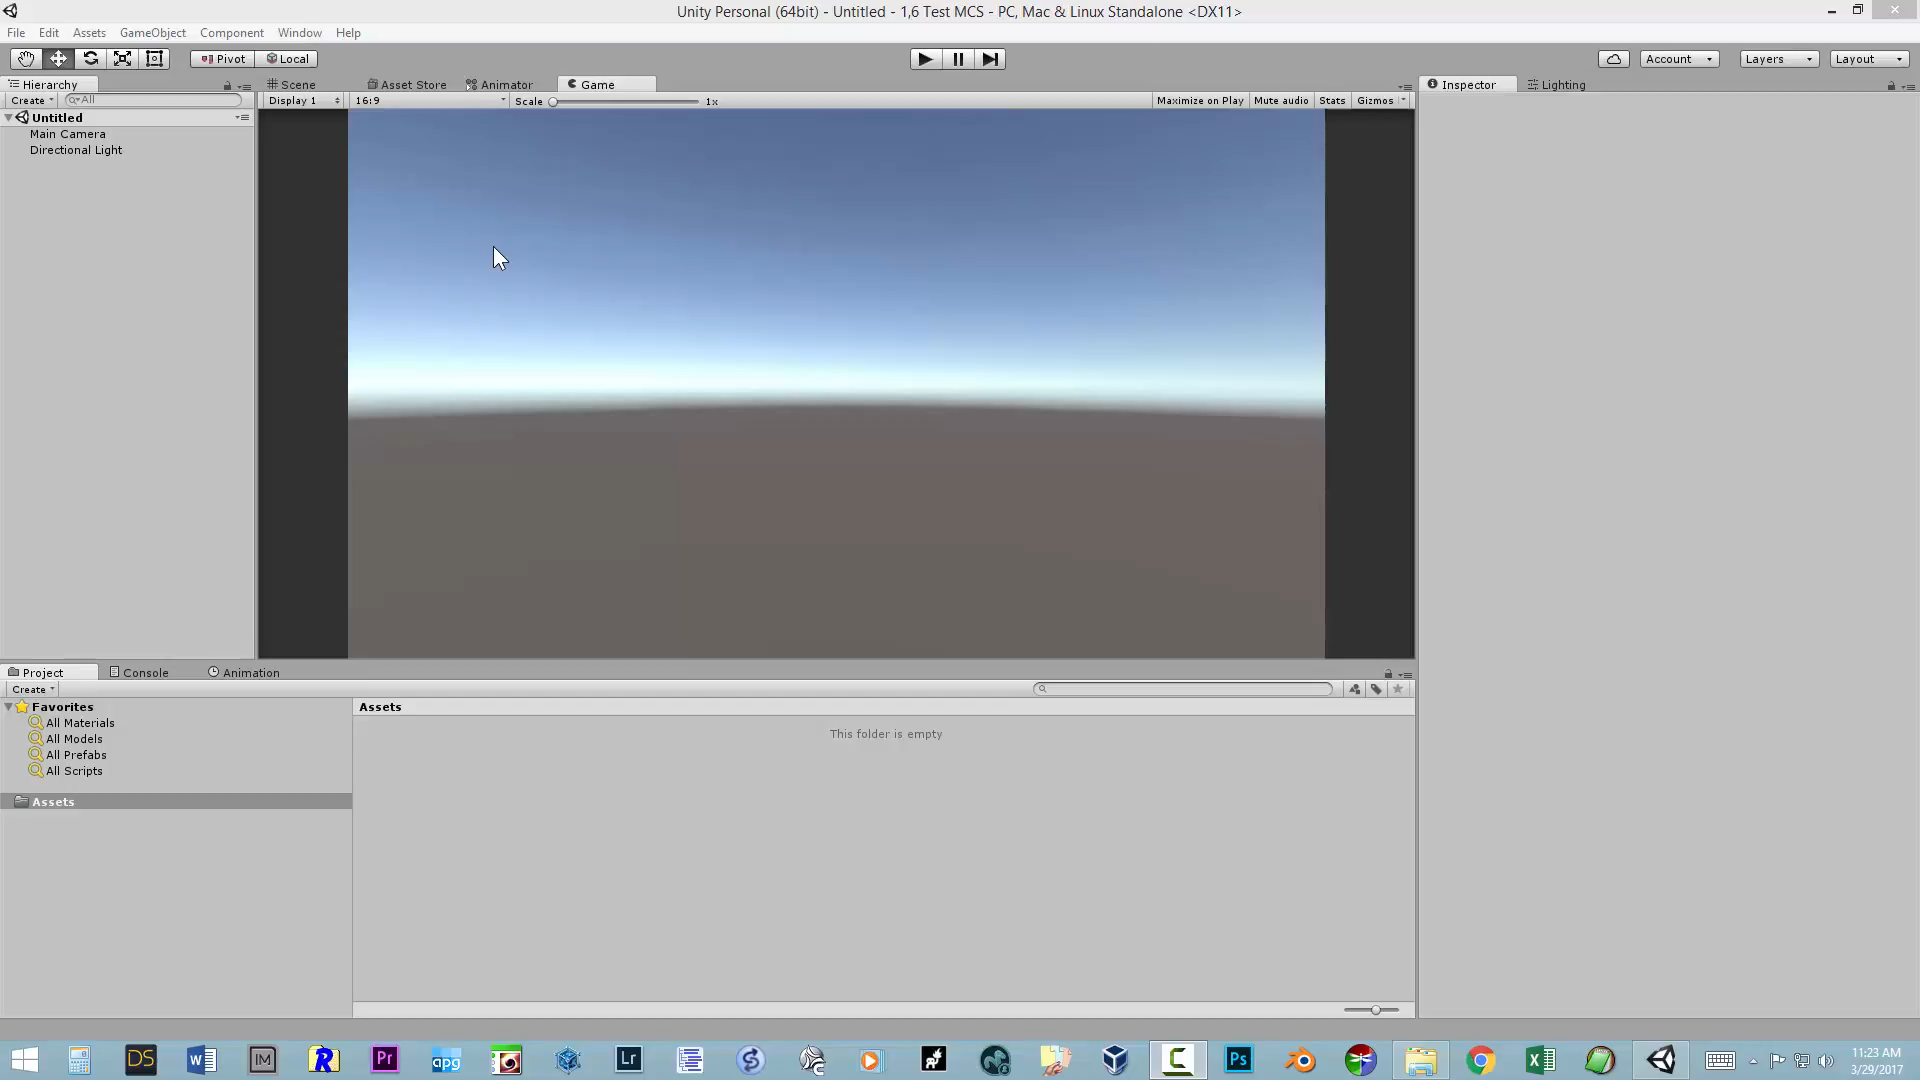 Unity Personal (64bit) - Untitled - 1,6 Test MCS - PC, Mac & Linux Standalone <DX11>
File Edit Assets GameObject Component Window Help
Pivot Local Account Layers Layout
Hierarchy Scene Asset Store Animator Game Inspector Lighting
Create All Display 1 16:9 Scale 1x Maximize on Play Mute audio Stats Gizmos
Untitled
Main Camera
Directional Light
Project Console Animation
Create
Favorites Assets
All Materials
This folder is empty
All Models
All Prefabs
All Scripts
Assets
DS W IM R Pr apg Lr Ps X
11:23 AM
3/29/2017